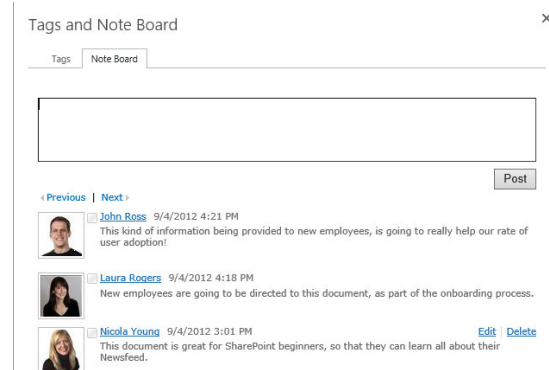 Tags and Note Board
Tags Note Board
Post
Previous | Next
John Ross 9/4/2012 4:21 PM
This kind of information being provided to new employees, is going to really help our rate of
user adoption!
Laura Rogers 9/4/2012 4:18 PM
New employees are going to be directed to this document, as part of the onboarding process.
Nicola Young 9/4/2012 3:01 PM Edit | Delete
This document is great for SharePoint beginners, so that they can learn all about their
Newsfeed.